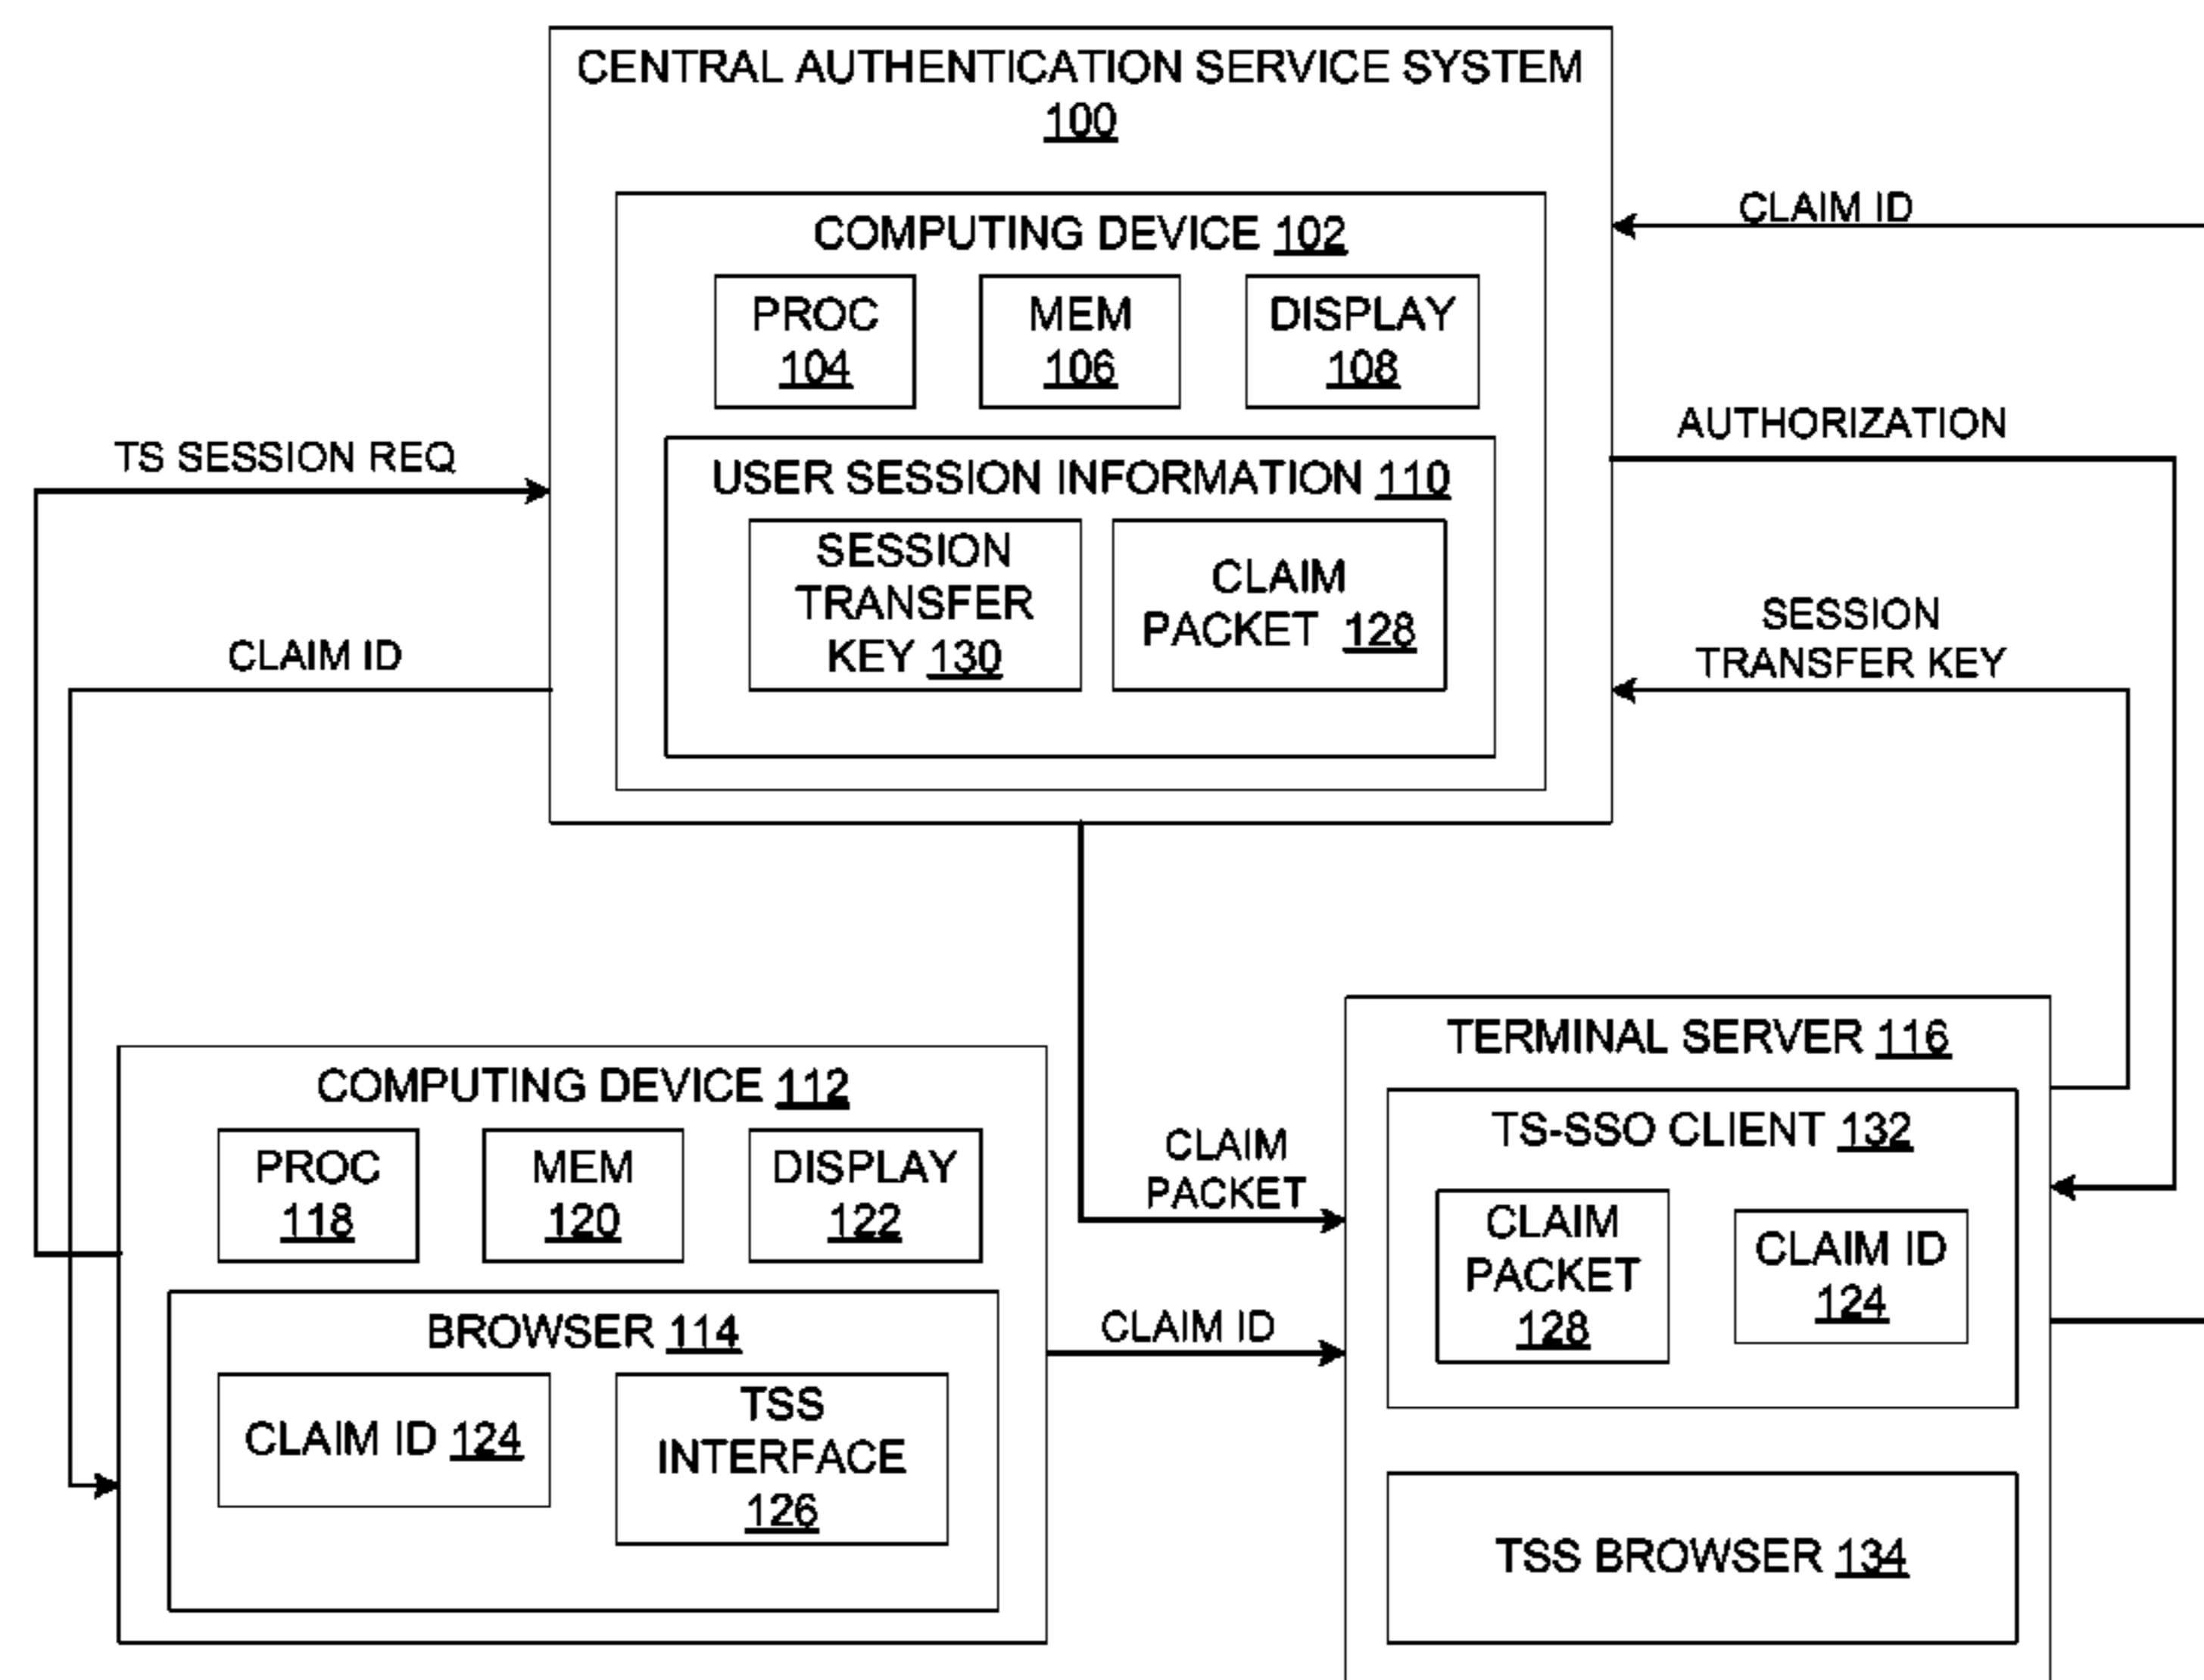 CENTRAL AUTHENTICATION SERVICE SYSTEM
100
COMPUTING DEVICE 102
PROC
104
MEM
106
DISPLAY
108
USER SESSION INFORMATION 110
SESSION
TRANSFER
KEY 130
CLAIM
PACKET 128
TS SESSION REQ
CLAIM ID
CLAIM ID
AUTHORIZATION
SESSION
TRANSFER KEY
COMPUTING DEVICE 112
PROC
118
MEM
120
DISPLAY
122
BROWSER 114
CLAIM ID 124
TSS
INTERFACE
126
CLAIM
PACKET
CLAIM ID
TERMINAL SERVER 116
TS-SSO CLIENT 132
CLAIM
PACKET
128
CLAIM ID
124
TSS BROWSER 134